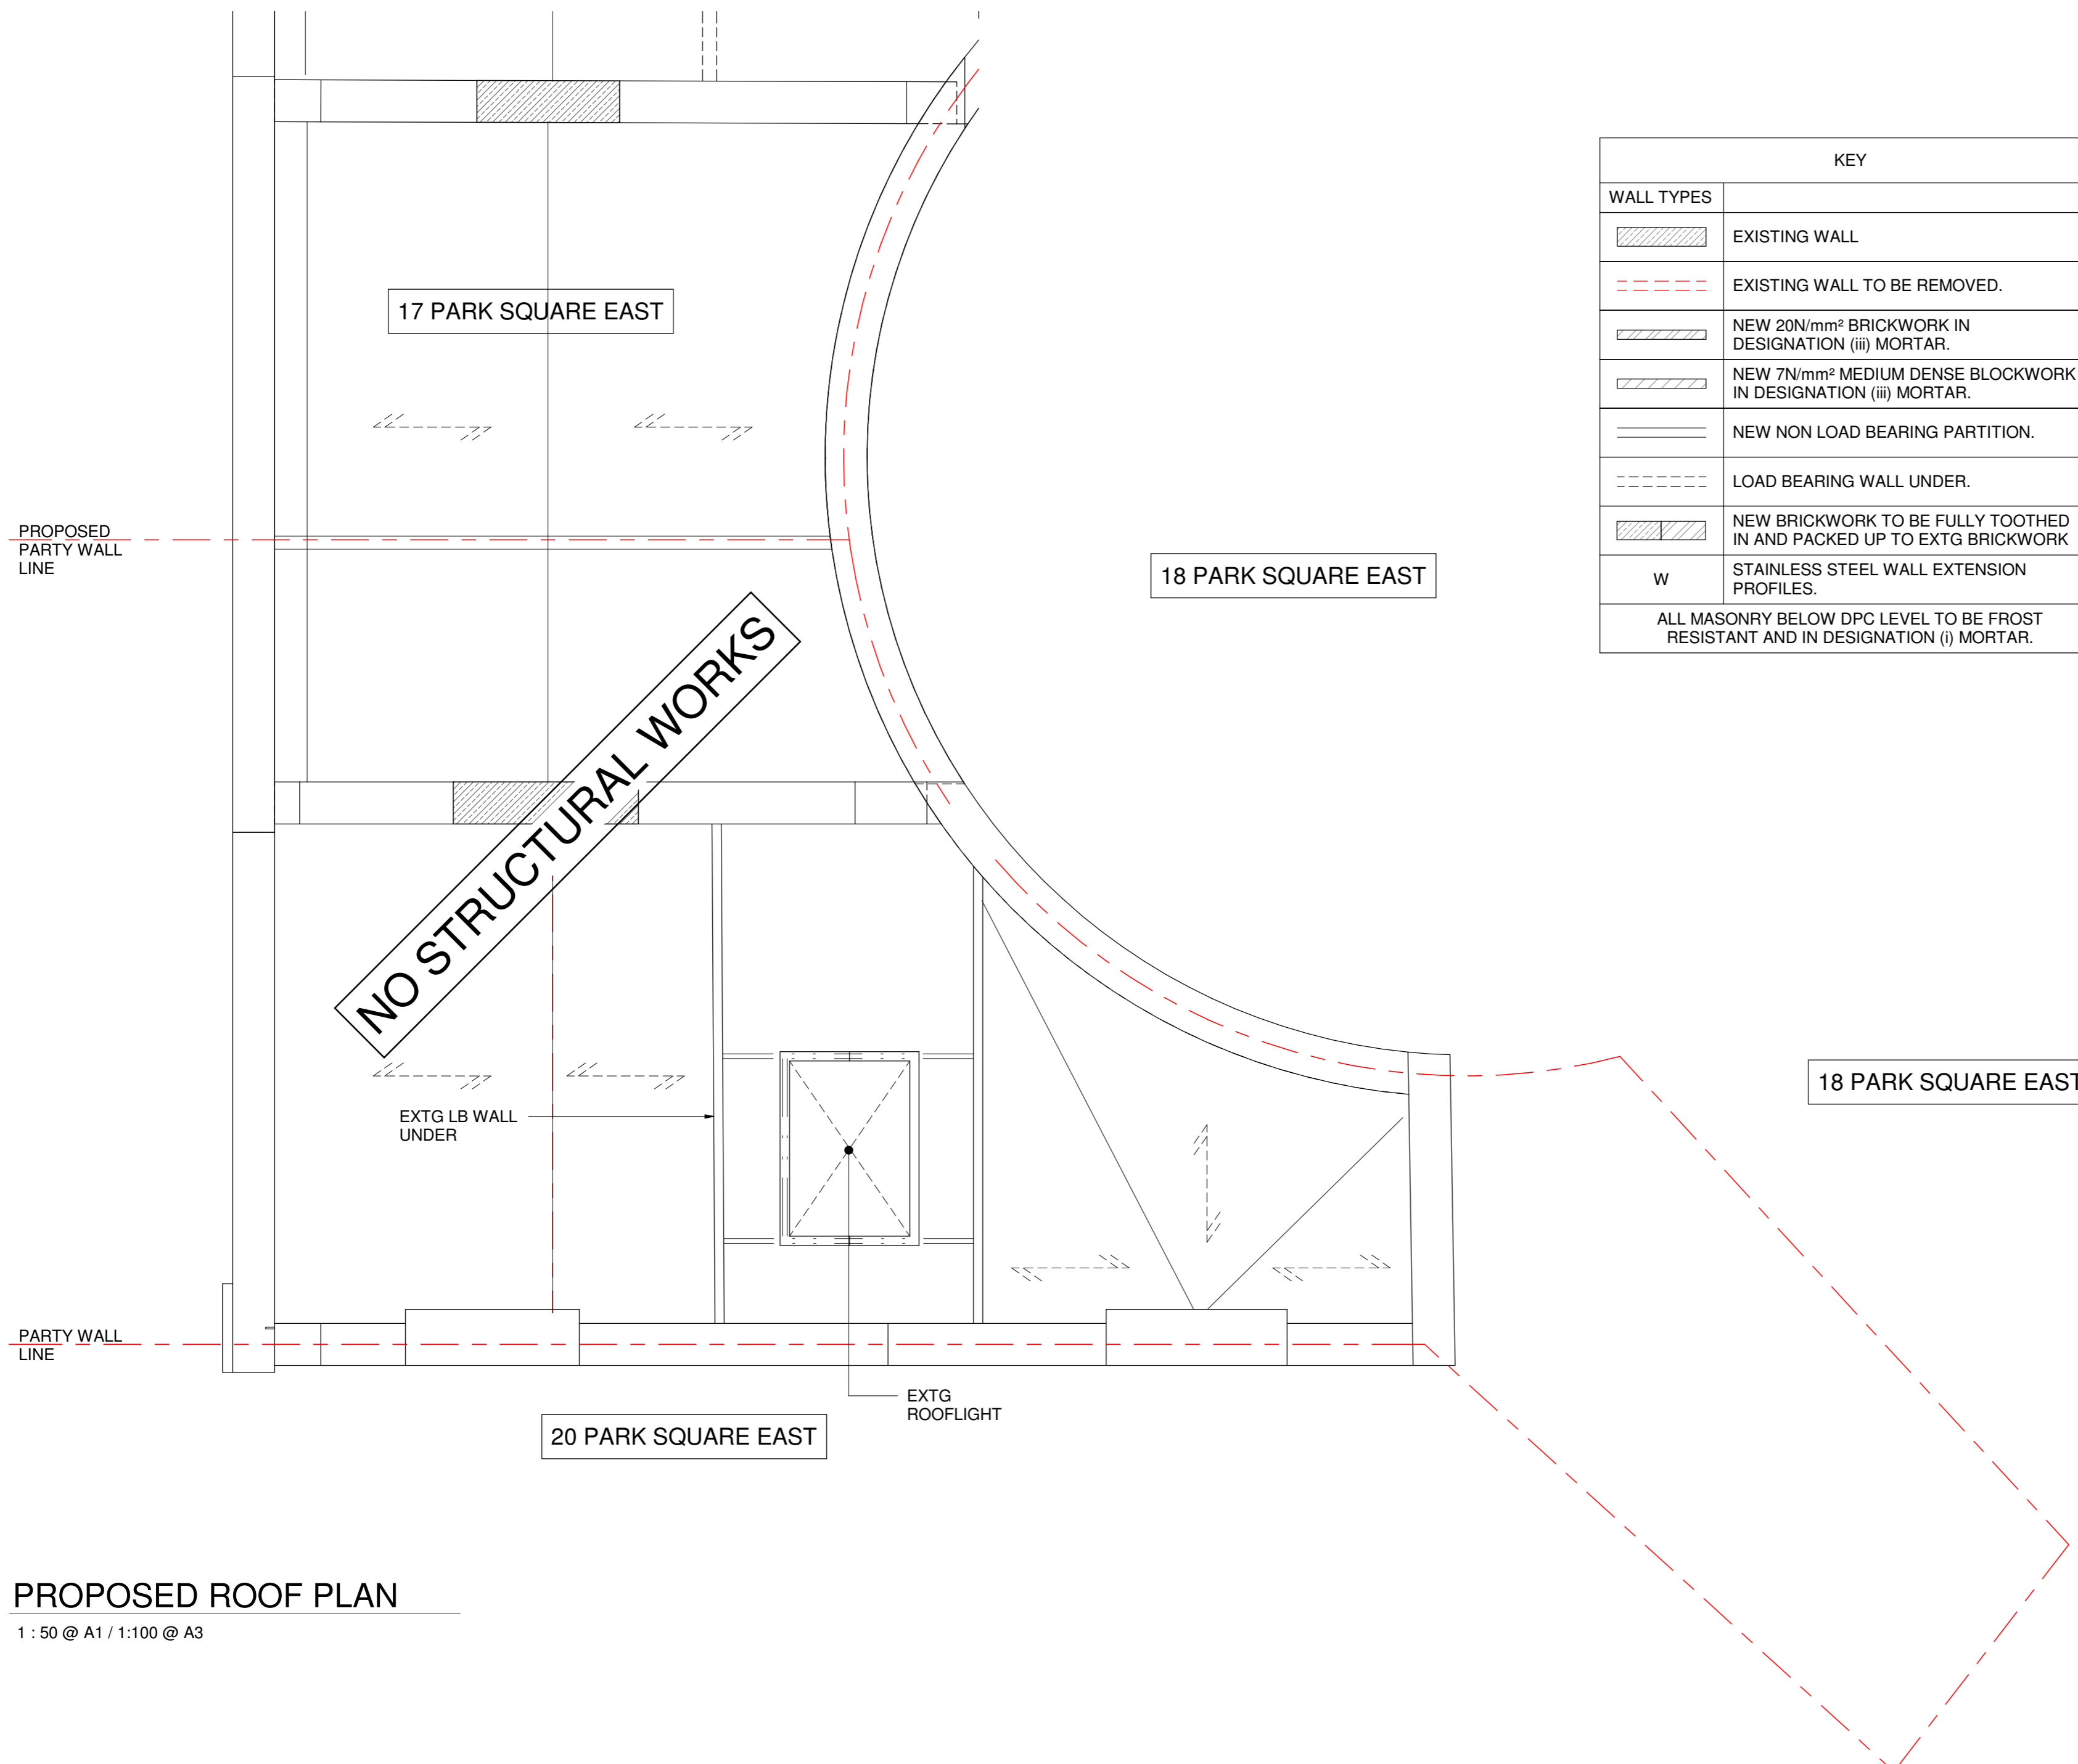 KEY
WALL TYPES
EXISTING WALL
EXISTING WALL TO BE REMOVED.
NEW 20N/mm² BRICKWORK IN
DESIGNATION (iii) MORTAR.
NEW 7N/mm² MEDIUM DENSE BLOCKWORK
IN DESIGNATION (iii) MORTAR.
NEW NON LOAD BEARING PARTITION.
LOAD BEARING WALL UNDER.
NEW BRICKWORK TO BE FULLY TOOTHED
IN AND PACKED UP TO EXTG BRICKWORK
W
STAINLESS STEEL WALL EXTENSION
PROFILES.
ALL MASONRY BELOW DPC LEVEL TO BE FROST
RESISTANT AND IN DESIGNATION (i) MORTAR.
17 PARK SQUARE EAST
PROPOSED
PARTY WALL
LINE
18 PARK SQUARE EAST
NO STRUCTURAL WORKS
18 PARK SQUARE EAST
EXTG LB WALL
UNDER
PARTY WALL
LINE
EXTG
ROOFLIGHT
20 PARK SQUARE EAST
PROPOSED ROOF PLAN
1 : 50 @ A1 / 1:100 @ A3